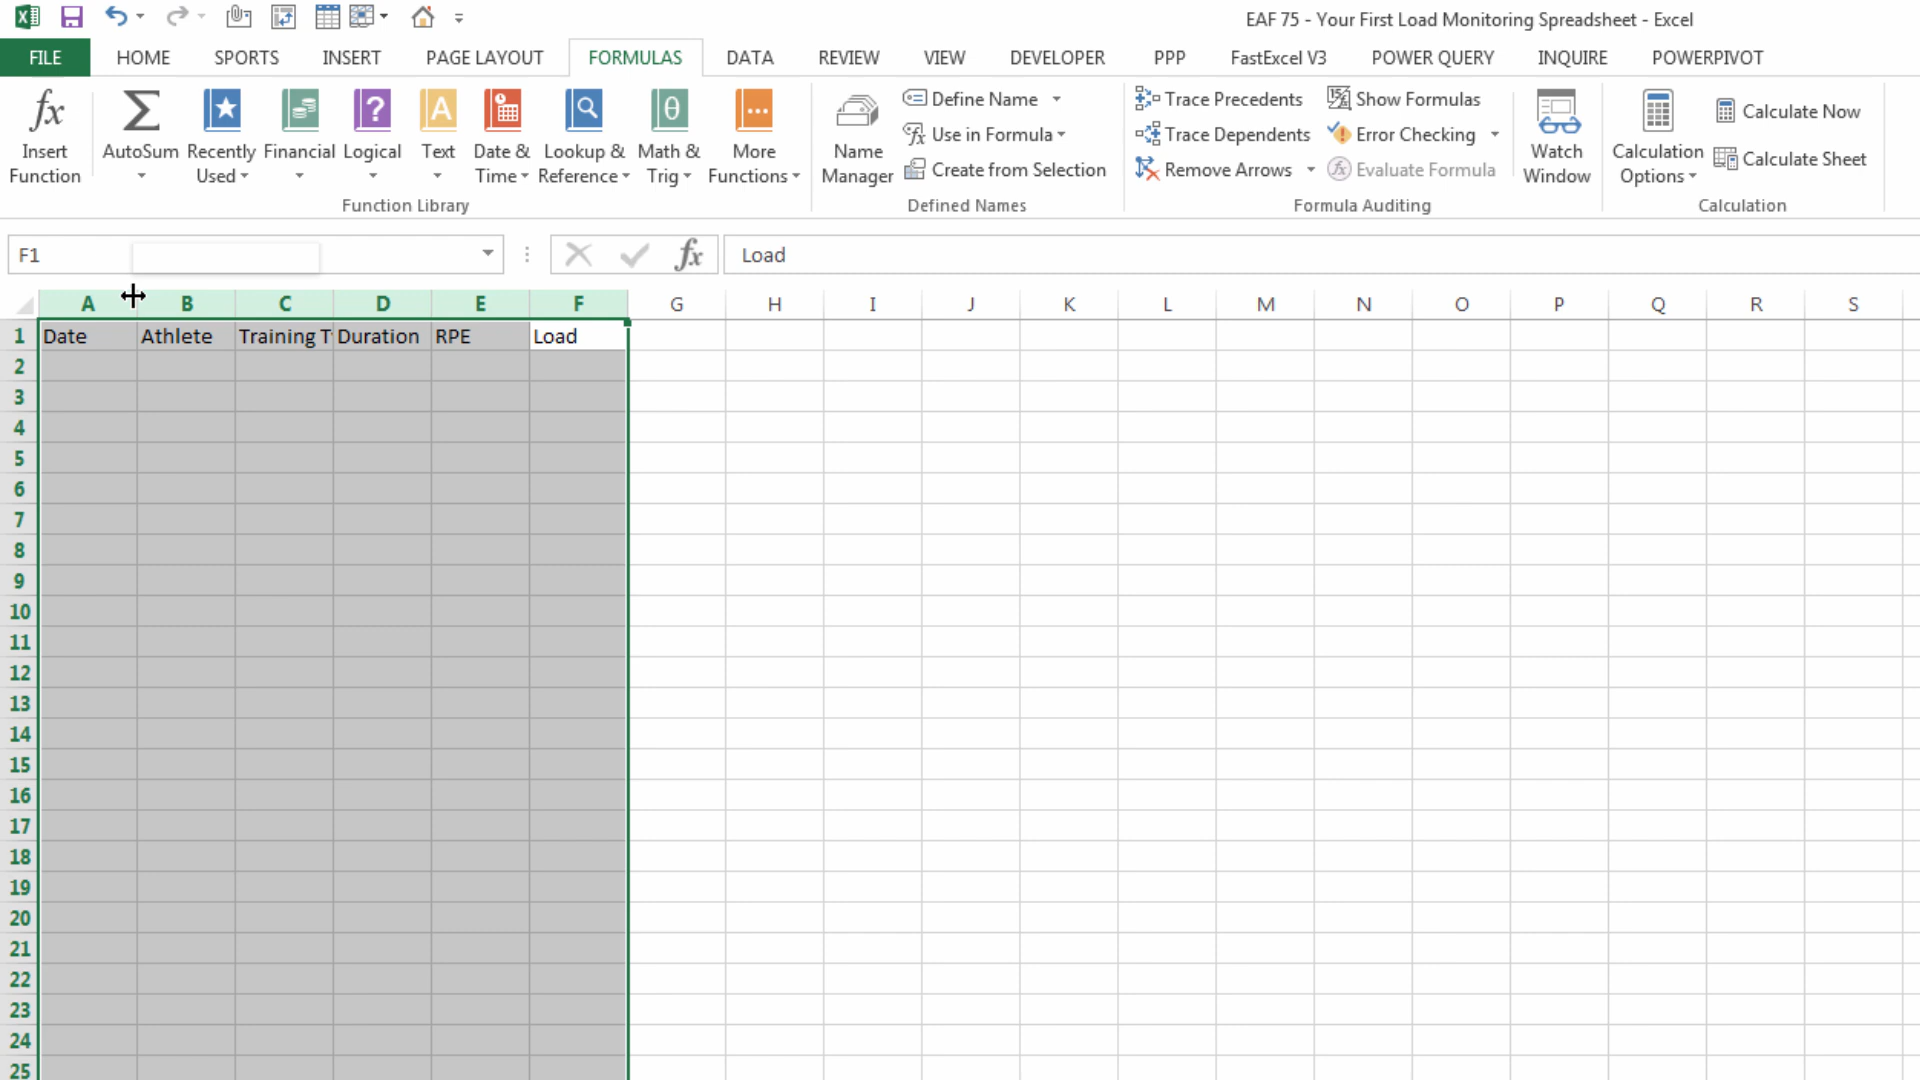 EAF 75 - Your First Load Monitoring Spreadsheet - Excel
FILE HOME SPORTS INSERT PAGE LAYOUT FORMULAS DATA REVIEW VIEW DEVELOPER PPP FastExcel V3 POWER QUERY INQUIRE POWERPIVOT
fx
Insert
Function
Σ
AutoSum
Recently
Used
Financial
?
Logical
A
Text
Date &
Time
Lookup &
Reference
θ
Math &
Trig
More
Functions
Function Library
Name
Manager
Define Name
Use in Formula
Create from Selection
Defined Names
Trace Precedents
Trace Dependents
Remove Arrows
Show Formulas
Error Checking
Evaluate Formula
Formula Auditing
Watch
Window
Calculation
Options
Calculate Now
Calculate Sheet
Calculation
F1 fx Load
A B C D E F G H I J K L M N O P Q R S
1 Date Athlete Training T Duration RPE Load
2
3
4
5
6
7
8
9
10
11
12
13
14
15
16
17
18
19
20
21
22
23
24
25